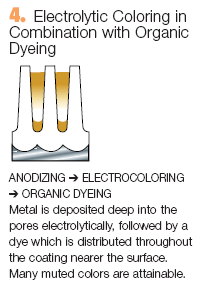 4. Electrolytic Coloring in
Combination with Organic
Dyeing
ANODIZING ➔ ELECTROCOLORING
➔ ORGANIC DYEING
Metal is deposited deep into the
pores electrolytically, followed by a
dye which is distributed throughout
the coating nearer the surface.
Many muted colors are attainable.